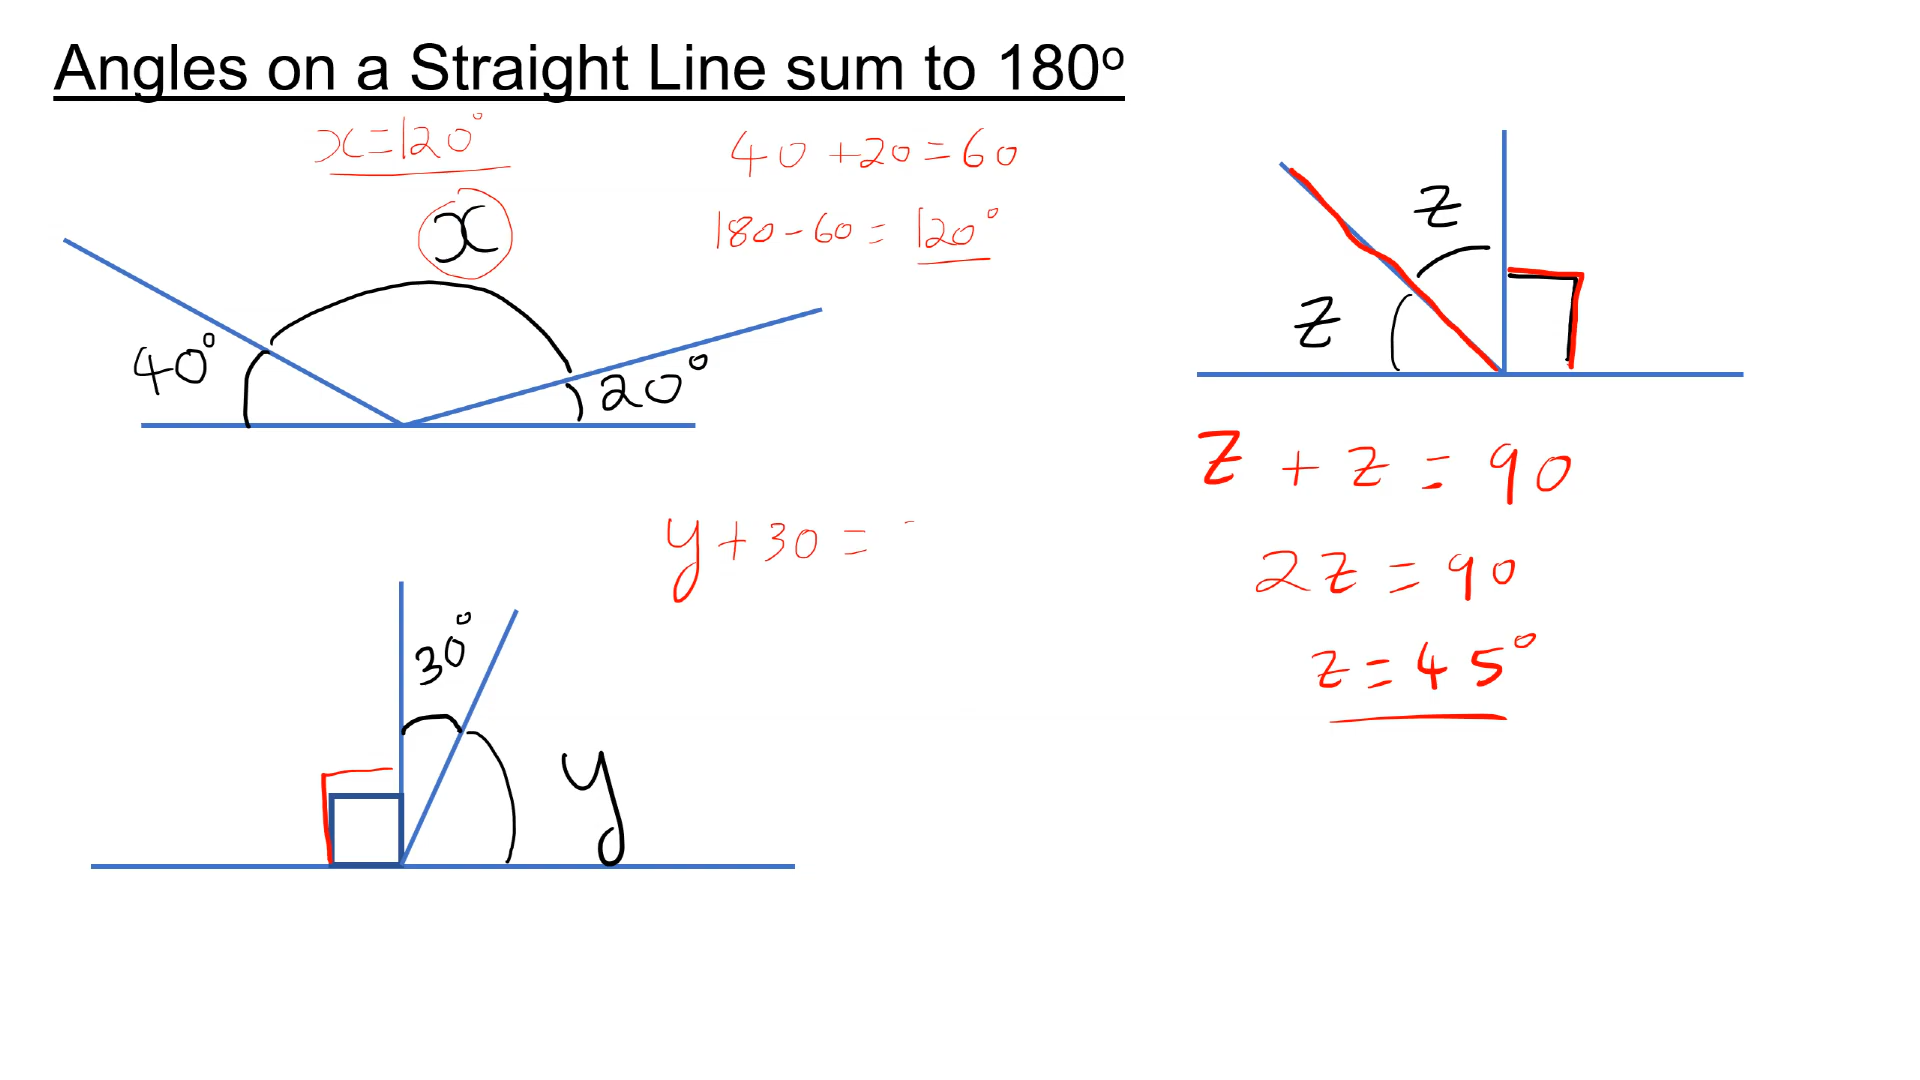 Angles on a Straight Line sum to 180º
x=120°
40+20=60
x
180-60=120°
40°
20°
z
z
z+z=90
2z=90
z=45°
y+30=
30°
y